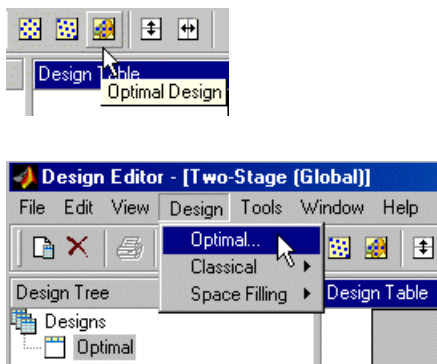 Design Table
Optimal Design
Design Editor - [Two-Stage (Global)]
File Edit View Design Tools Window Help
Optimal...
Classical
Design Tree
Space Filling
Design Table
Designs
Optimal